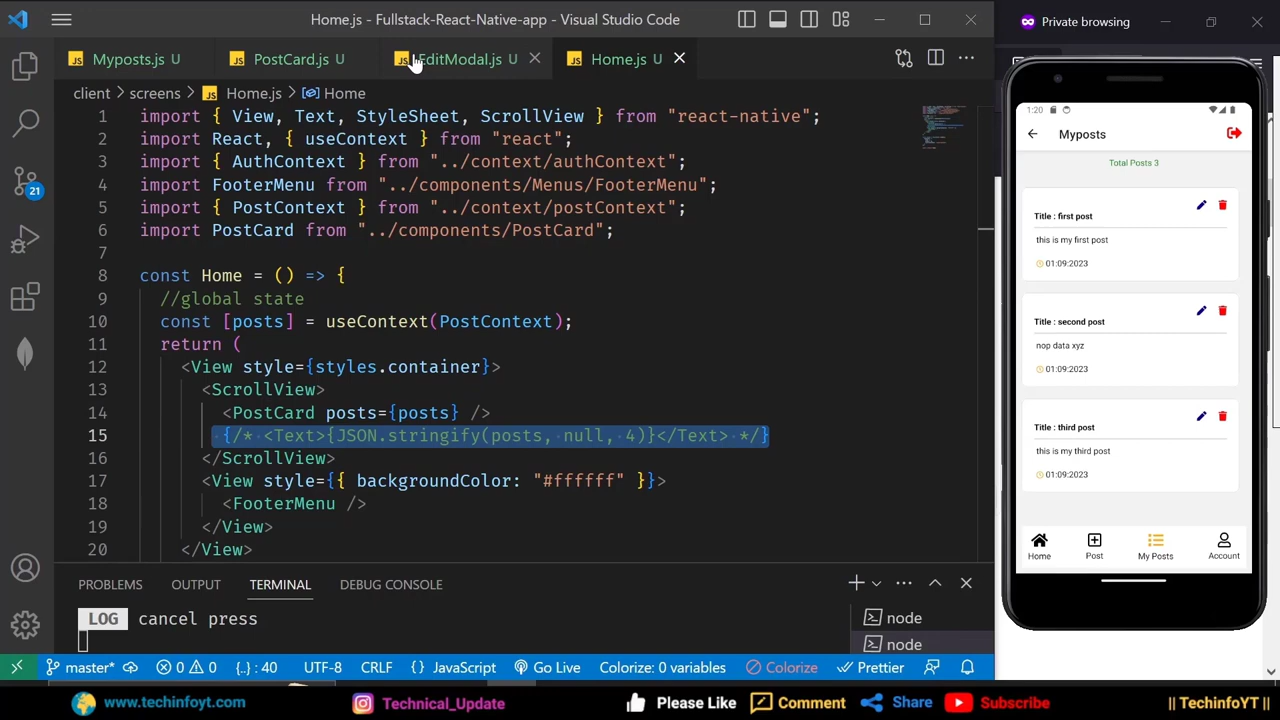 Home.js - Fullstack-React-Native-app - Visual Studio Code
Private browsing
JS Myposts.js U
JS PostCard.js U
JS EditModal.js U
JS Home.js U
client > screens > JS Home.js > Home
1 import { View, Text, StyleSheet, ScrollView } from "react-native";
2 import React, { useContext } from "react";
3 import { AuthContext } from "../context/authContext";
4 import FooterMenu from "../components/Menus/FooterMenu";
5 import { PostContext } from "../context/postContext";
6 import PostCard from "../components/PostCard";
7
8 const Home = () => {
9 //global state
10 const [posts] = useContext(PostContext);
11 return (
12 <View style={styles.container}>
13 <ScrollView>
14 <PostCard posts={posts} />
15 {/* <Text>{JSON.stringify(posts, null, 4)}</Text> */}
16 </ScrollView>
17 <View style={{ backgroundColor: "#ffffff" }}>
18 <FooterMenu />
19 </View>
20 </View>
21
PROBLEMS OUTPUT TERMINAL DEBUG CONSOLE
LOG cancel press
node
node
master* 0 0 {..} : 40 UTF-8 CRLF {} JavaScript Go Live Colorize: 0 variables Colorize Prettier
1:20
Myposts
Total Posts 3
Title : first post
this is my first post
01:09:2023
Title : second post
nop data xyz
01:09:2023
Title : third post
this is my third post
01:09:2023
Home Post My Posts Account
www.techinfoyt.com Technical_Update Please Like Comment Share Subscribe || TechinfoYT ||